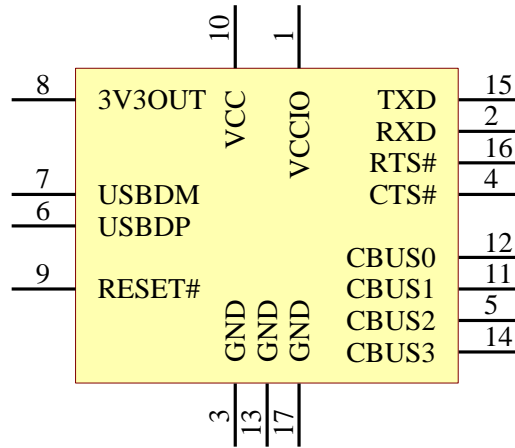 10 1
8 3V3OUT VCC VCCIO TXD 15
RXD 2
RTS# 16
7 USBDM CTS# 4
6 USBDP
CBUS0 12
9 RESET# CBUS1 11
GND GND GND CBUS2 5
CBUS3 14
3 13 17